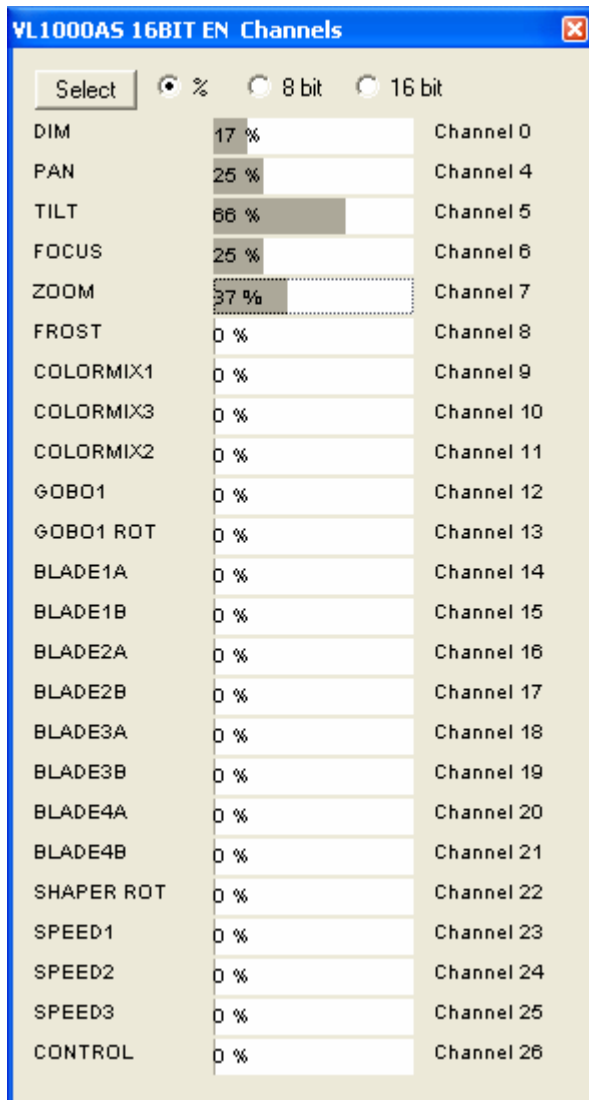 VL1000AS 16BIT EN Channels
Select % 8 bit 16 bit
DIM 17 % Channel 0
PAN 25 % Channel 4
TILT 66 % Channel 5
FOCUS 25 % Channel 6
ZOOM 37 % Channel 7
FROST 0 % Channel 8
COLORMIX1 0 % Channel 9
COLORMIX3 0 % Channel 10
COLORMIX2 0 % Channel 11
GOBO1 0 % Channel 12
GOBO1 ROT 0 % Channel 13
BLADE1A 0 % Channel 14
BLADE1B 0 % Channel 15
BLADE2A 0 % Channel 16
BLADE2B 0 % Channel 17
BLADE3A 0 % Channel 18
BLADE3B 0 % Channel 19
BLADE4A 0 % Channel 20
BLADE4B 0 % Channel 21
SHAPER ROT 0 % Channel 22
SPEED1 0 % Channel 23
SPEED2 0 % Channel 24
SPEED3 0 % Channel 25
CONTROL 0 % Channel 26